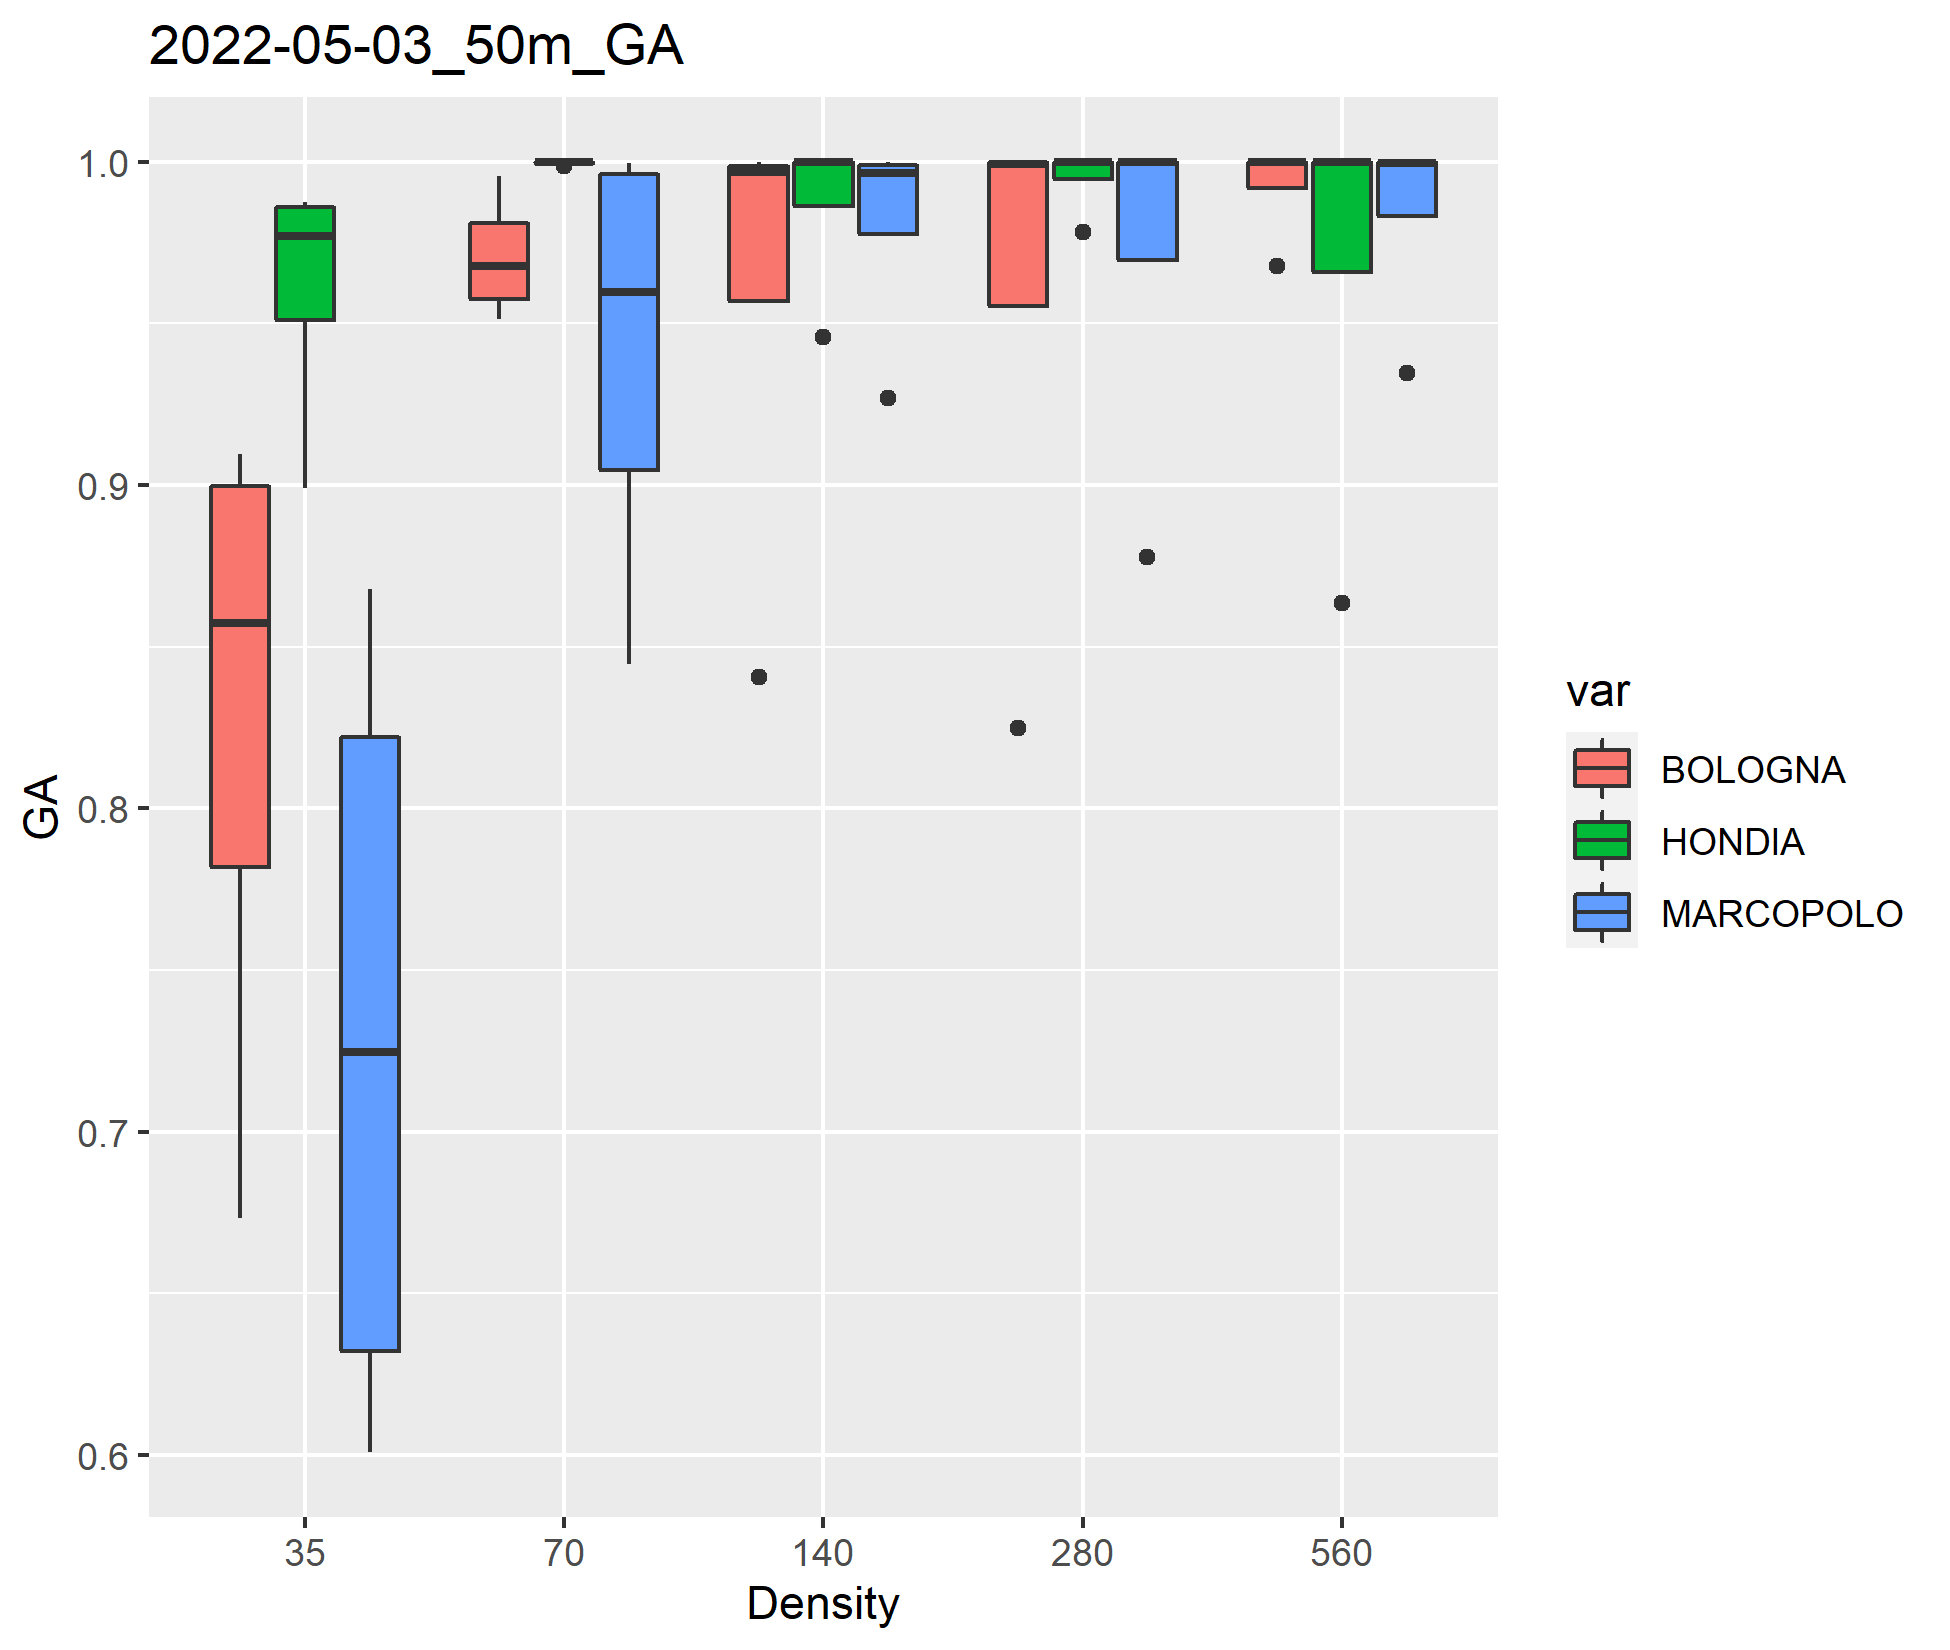 2022-05-03_50m_GA
1.0
0.9
0.8
0.7
0.6
GA
35 70 140 280 560
Density
var
BOLOGNA
HONDIA
MARCOPOLO